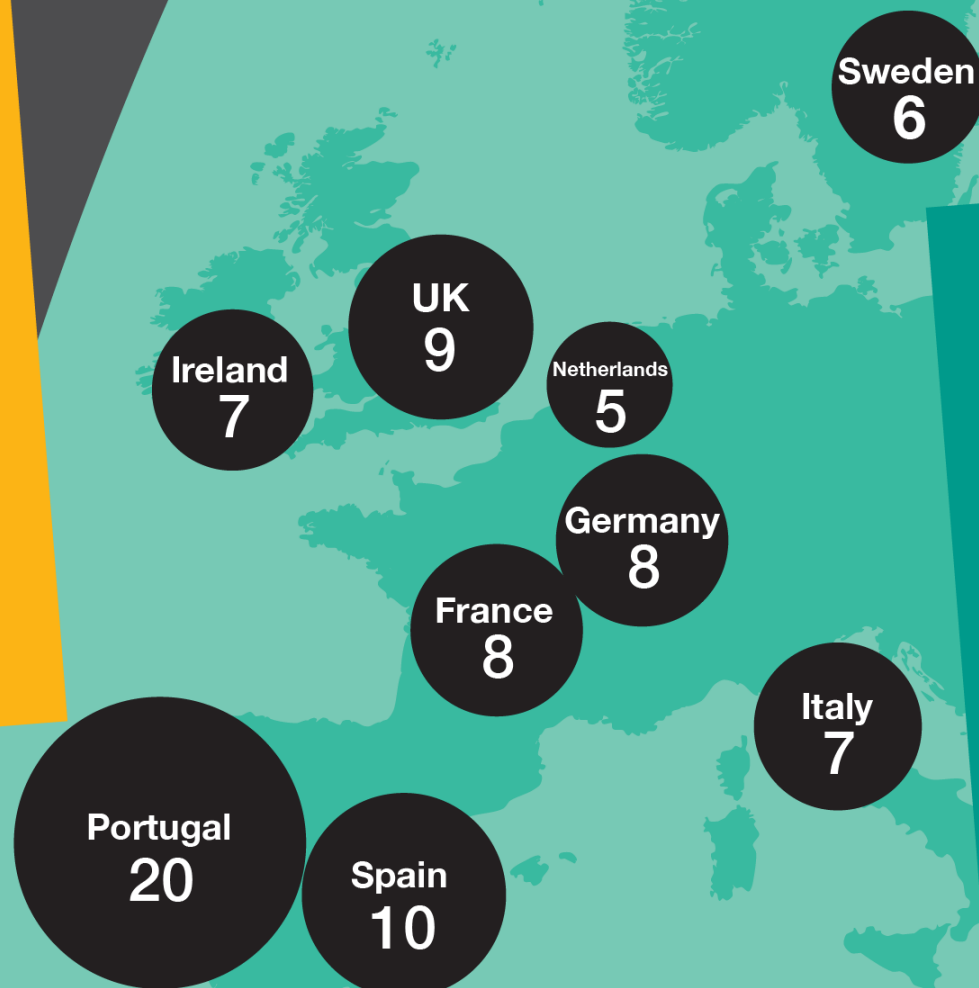 Sweden
6
UK
9
Ireland
7
Netherlands
5
Germany
8
France
8
Italy
7
Portugal
20
Spain
10